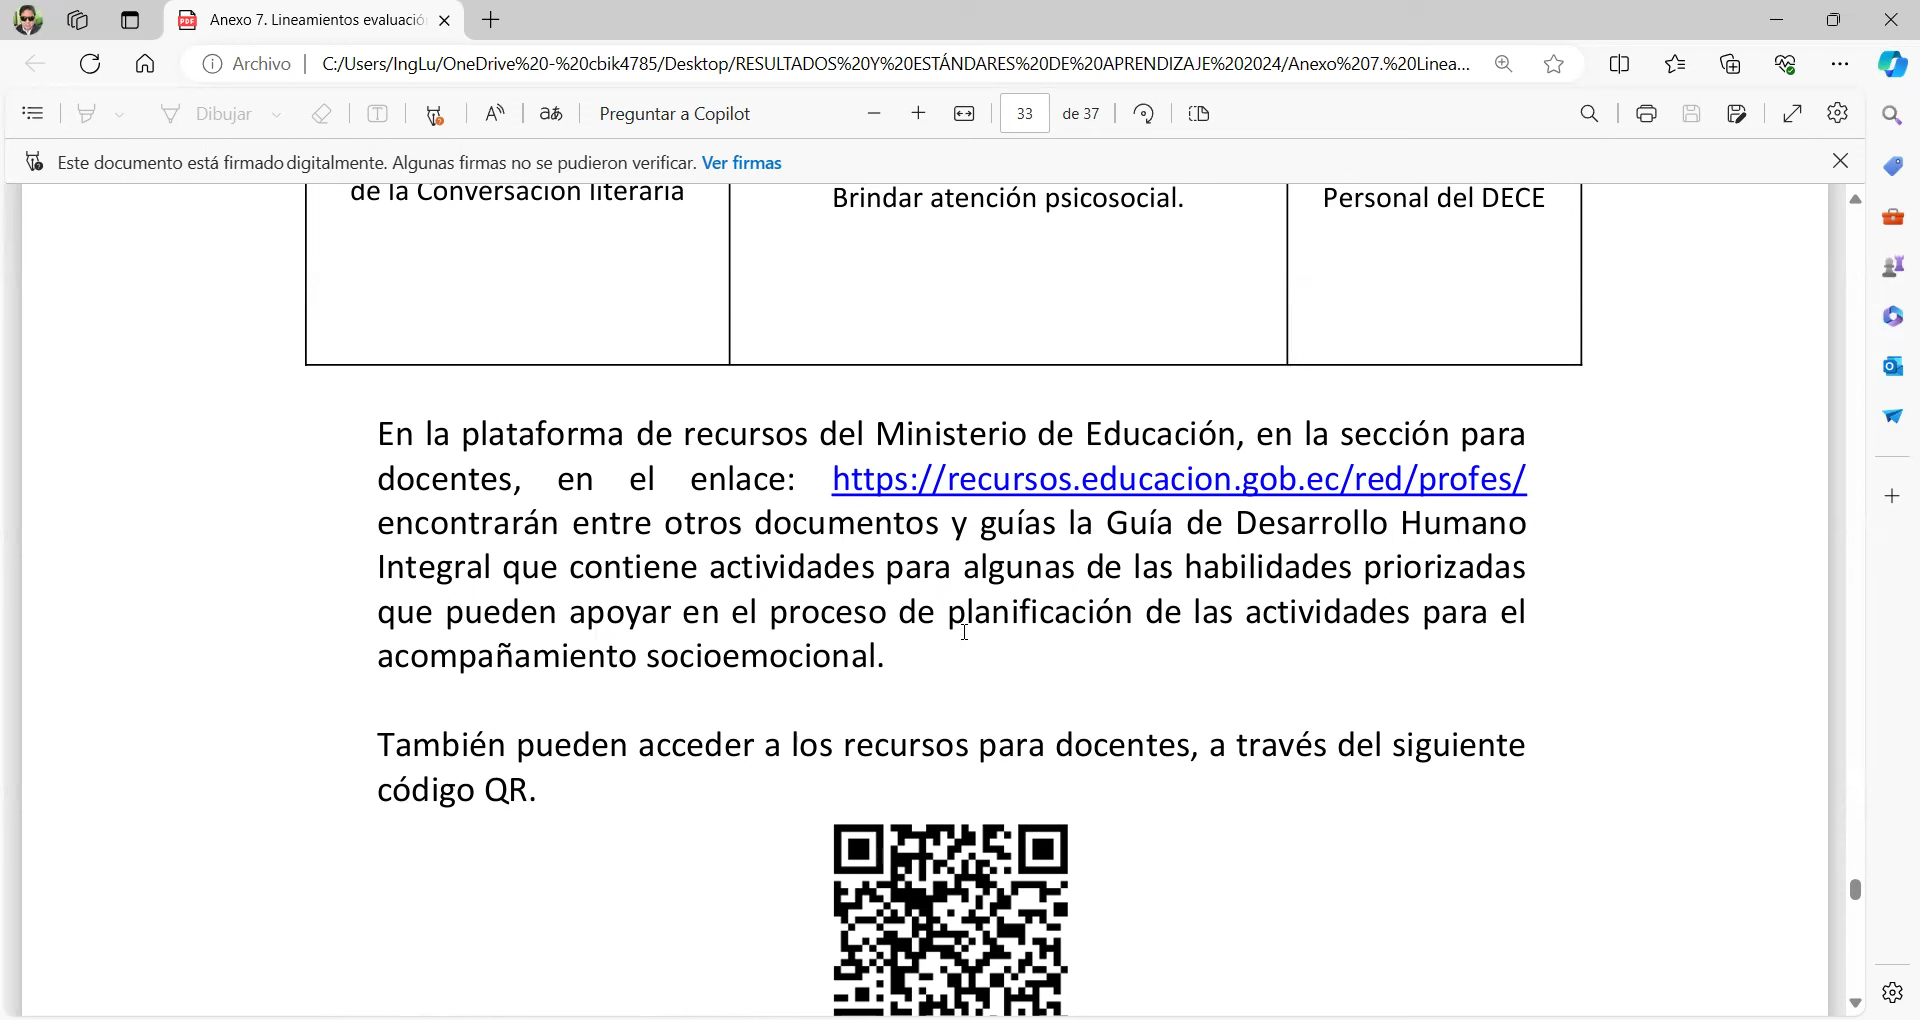 Anexo 7. Lineamientos evaluació
Archivo
C:/Users/IngLu/OneDrive%20-%20cbik4785/Desktop/RESULTADOS%20Y%20ESTÁNDARES%20DE%20APRENDIZAJE%202024/Anexo%207.%20Linea...
Dibujar
Preguntar a Copilot
33 de 37
Este documento está firmado digitalmente. Algunas firmas no se pudieron verificar. Ver firmas
de la Conversación literaria
Brindar atención psicosocial.
Personal del DECE
En la plataforma de recursos del Ministerio de Educación, en la sección para
docentes, en el enlace: https://recursos.educacion.gob.ec/red/profes/
encontrarán entre otros documentos y guías la Guía de Desarrollo Humano
Integral que contiene actividades para algunas de las habilidades priorizadas
que pueden apoyar en el proceso de planificación de las actividades para el
acompañamiento socioemocional.
También pueden acceder a los recursos para docentes, a través del siguiente
código QR.